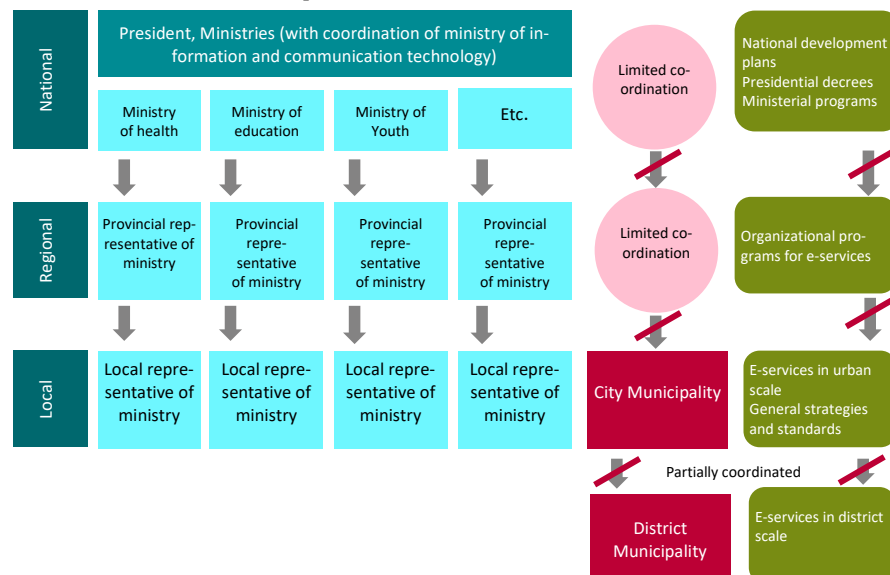 National
President, Ministries (with coordination of ministry of in-
formation and communication technology)
Ministry
of health
Ministry of
education
Ministry of
Youth
Etc.
Limited co-
ordination
National development
plans
Presidential decrees
Ministerial programs
Regional
Provincial rep-
resentative of
ministry
Provincial
repre-
sentative
of ministry
Provincial
repre-
sentative
of ministry
Provincial
repre-
sentative
of ministry
Limited co-
ordination
Organizational pro-
grams for e-services
Local
Local repre-
sentative of
ministry
Local repre-
sentative of
ministry
Local repre-
sentative of
ministry
Local repre-
sentative of
ministry
City Municipality
E-services in urban
scale
General strategies
and standards
Partially coordinated
District
Municipality
E-services in district
scale